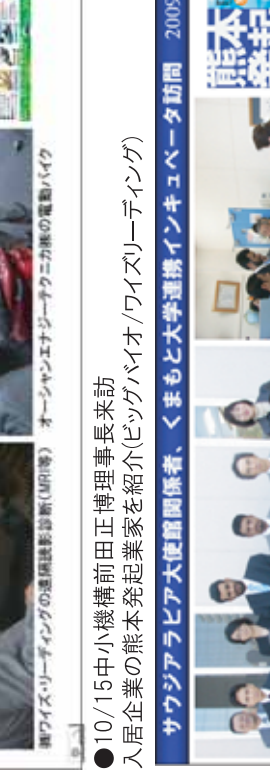 ㈱ワイズ・リーディングの遠隔読影診断(MRI等) オーシャンエナジーテクニカ㈱の電動バイク
●10/15中小機構前田正博理事長来訪
入居企業の熊本発起業家を紹介(ビッグバイオ/ワイズリーディング)
サウジアラビア大使館関係者、くまもと大学連携インキュベータ訪問 2009
熊本
発起